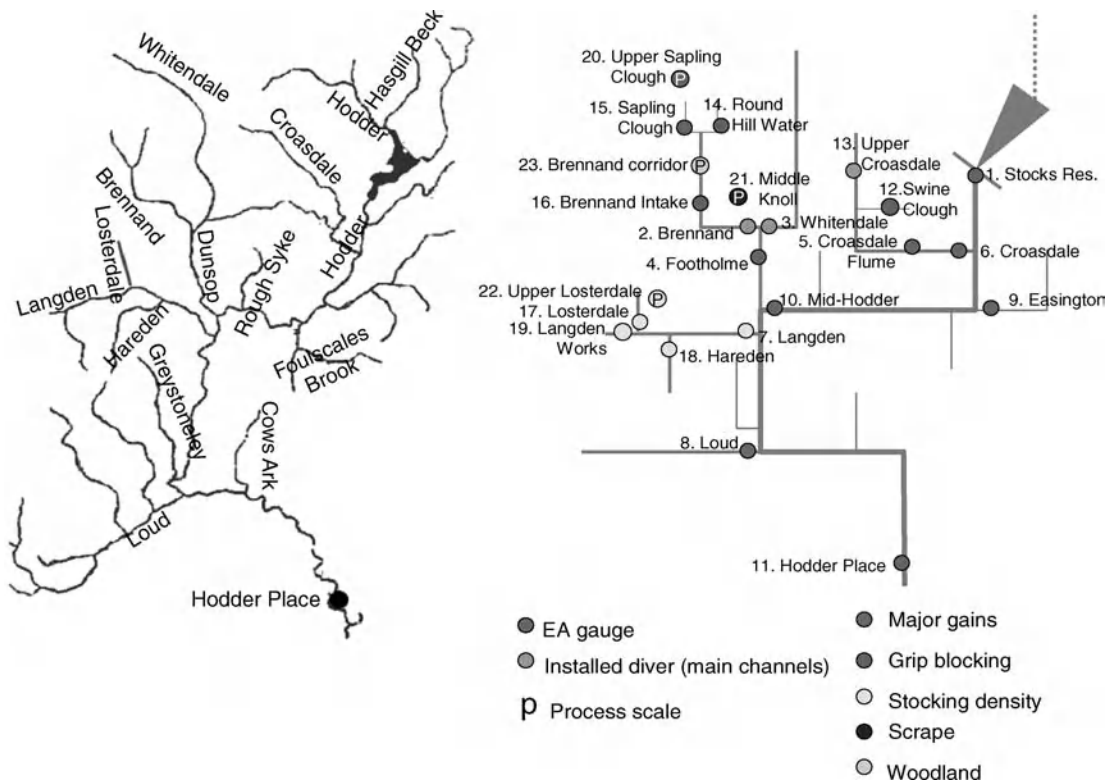 Whitendale
Hasgill Beck
Hodder
Croasdale
Brennand
Losterdale
Dunsop
Hodder
Rough Syke
Langden
Hareden
Greystoneley
Foulscales
Brook
Cows Ark
Loud
Hodder Place
20. Upper Sapling
Clough
P
15. Sapling
Clough
14. Round
Hill Water
23. Brennand corridor
P
21. Middle
Knoll
P
16. Brennand Intake
13. Upper
Croasdale
12.Swine
Clough
1. Stocks Res.
2. Brennand
3. Whitendale
5. Croasdale
Flume
6. Croasdale
4. Footholme
22. Upper Losterdale
P
17. Losterdale
10. Mid-Hodder
9. Easington
19. Langden
Works
7. Langden
18. Hareden
8. Loud
11. Hodder Place
EA gauge
Installed diver (main channels)
p Process scale
Major gains
Grip blocking
Stocking density
Scrape
Woodland